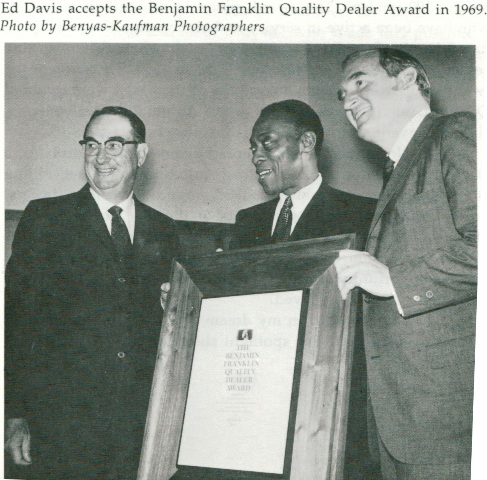 Ed Davis accepts the Benjamin Franklin Quality Dealer Award in 1969.
Photo by Benyas-Kaufman Photographers
THE
BENJAMIN
FRANKLIN
QUALITY
DEALER
AWARD